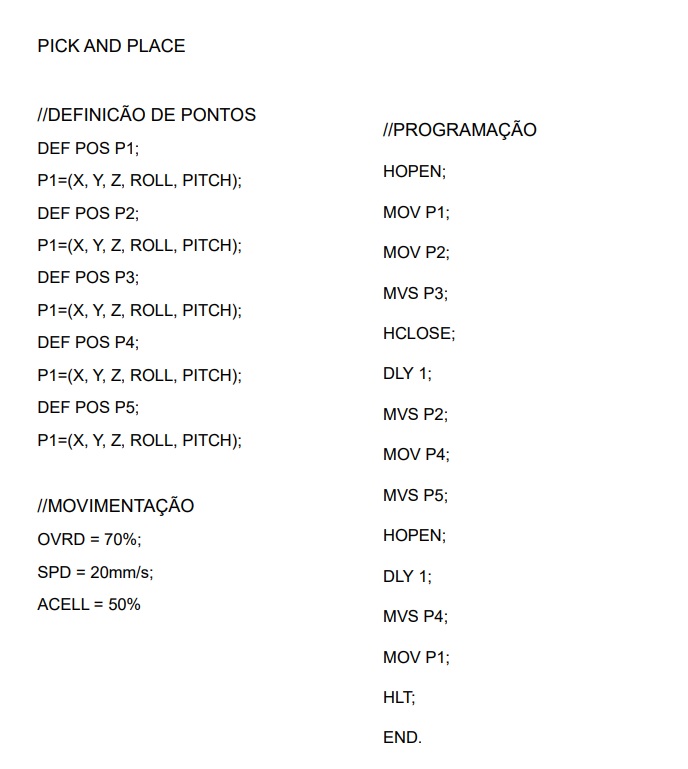 PICK AND PLACE
//DEFINICÃO DE PONTOS
DEF POS P1;
P1=(X, Y, Z, ROLL, PITCH);
DEF POS P2;
P1=(X, Y, Z, ROLL, PITCH);
DEF POS P3;
P1=(X, Y, Z, ROLL, PITCH);
DEF POS P4;
P1=(X, Y, Z, ROLL, PITCH);
DEF POS P5;
P1=(X, Y, Z, ROLL, PITCH);
//MOVIMENTAÇÃO
OVRD = 70%;
SPD = 20mm/s;
ACELL = 50%
//PROGRAMAÇÃO
HOPEN;
MOV P1;
MOV P2;
MVS P3;
HCLOSE;
DLY 1;
MVS P2;
MOV P4;
MVS P5;
HOPEN;
DLY 1;
MVS P4;
MOV P1;
HLT;
END.